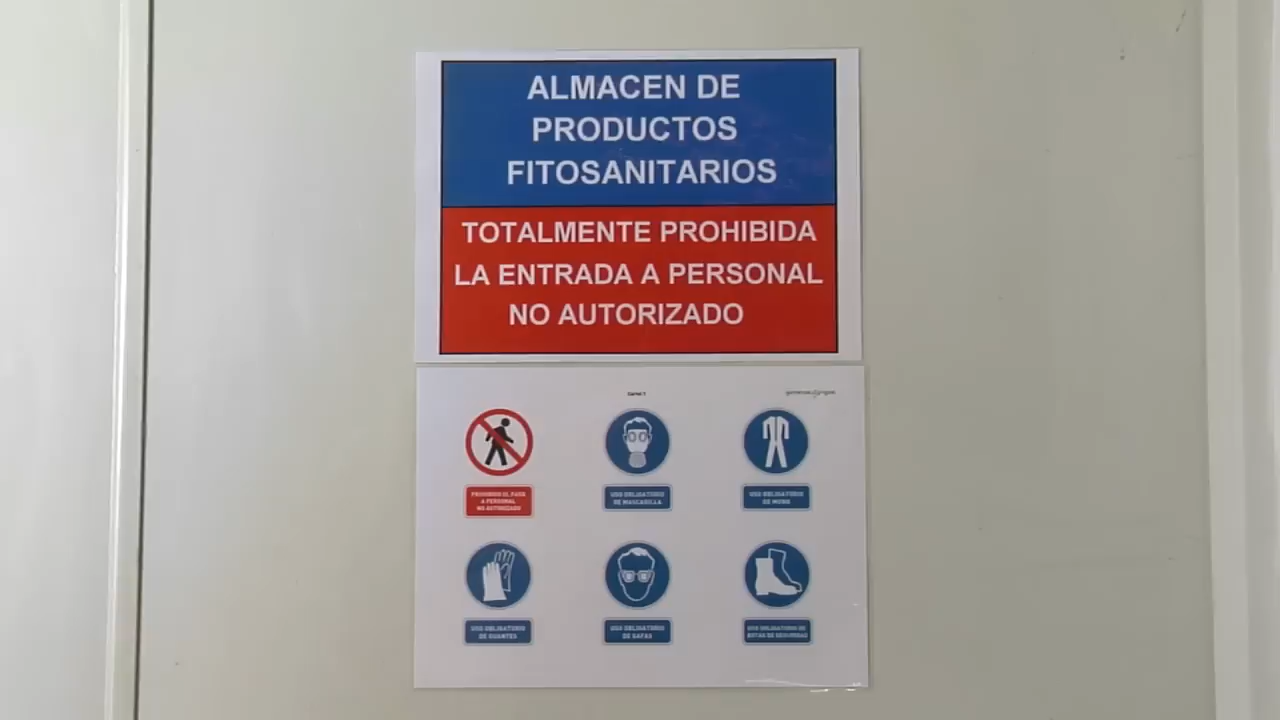 ALMACEN DE
PRODUCTOS
FITOSANITARIOS
TOTALMENTE PROHIBIDA
LA ENTRADA A PERSONAL
NO AUTORIZADO
PROHIBIDO EL PASO
A PERSONAL
NO AUTORIZADO
USO OBLIGATORIO
DE MASCARILLA
USO OBLIGATORIO
DE MONO
USO OBLIGATORIO
DE GUANTES
USO OBLIGATORIO
DE GAFAS
USO OBLIGATORIO DE
BOTAS DE SEGURIDAD